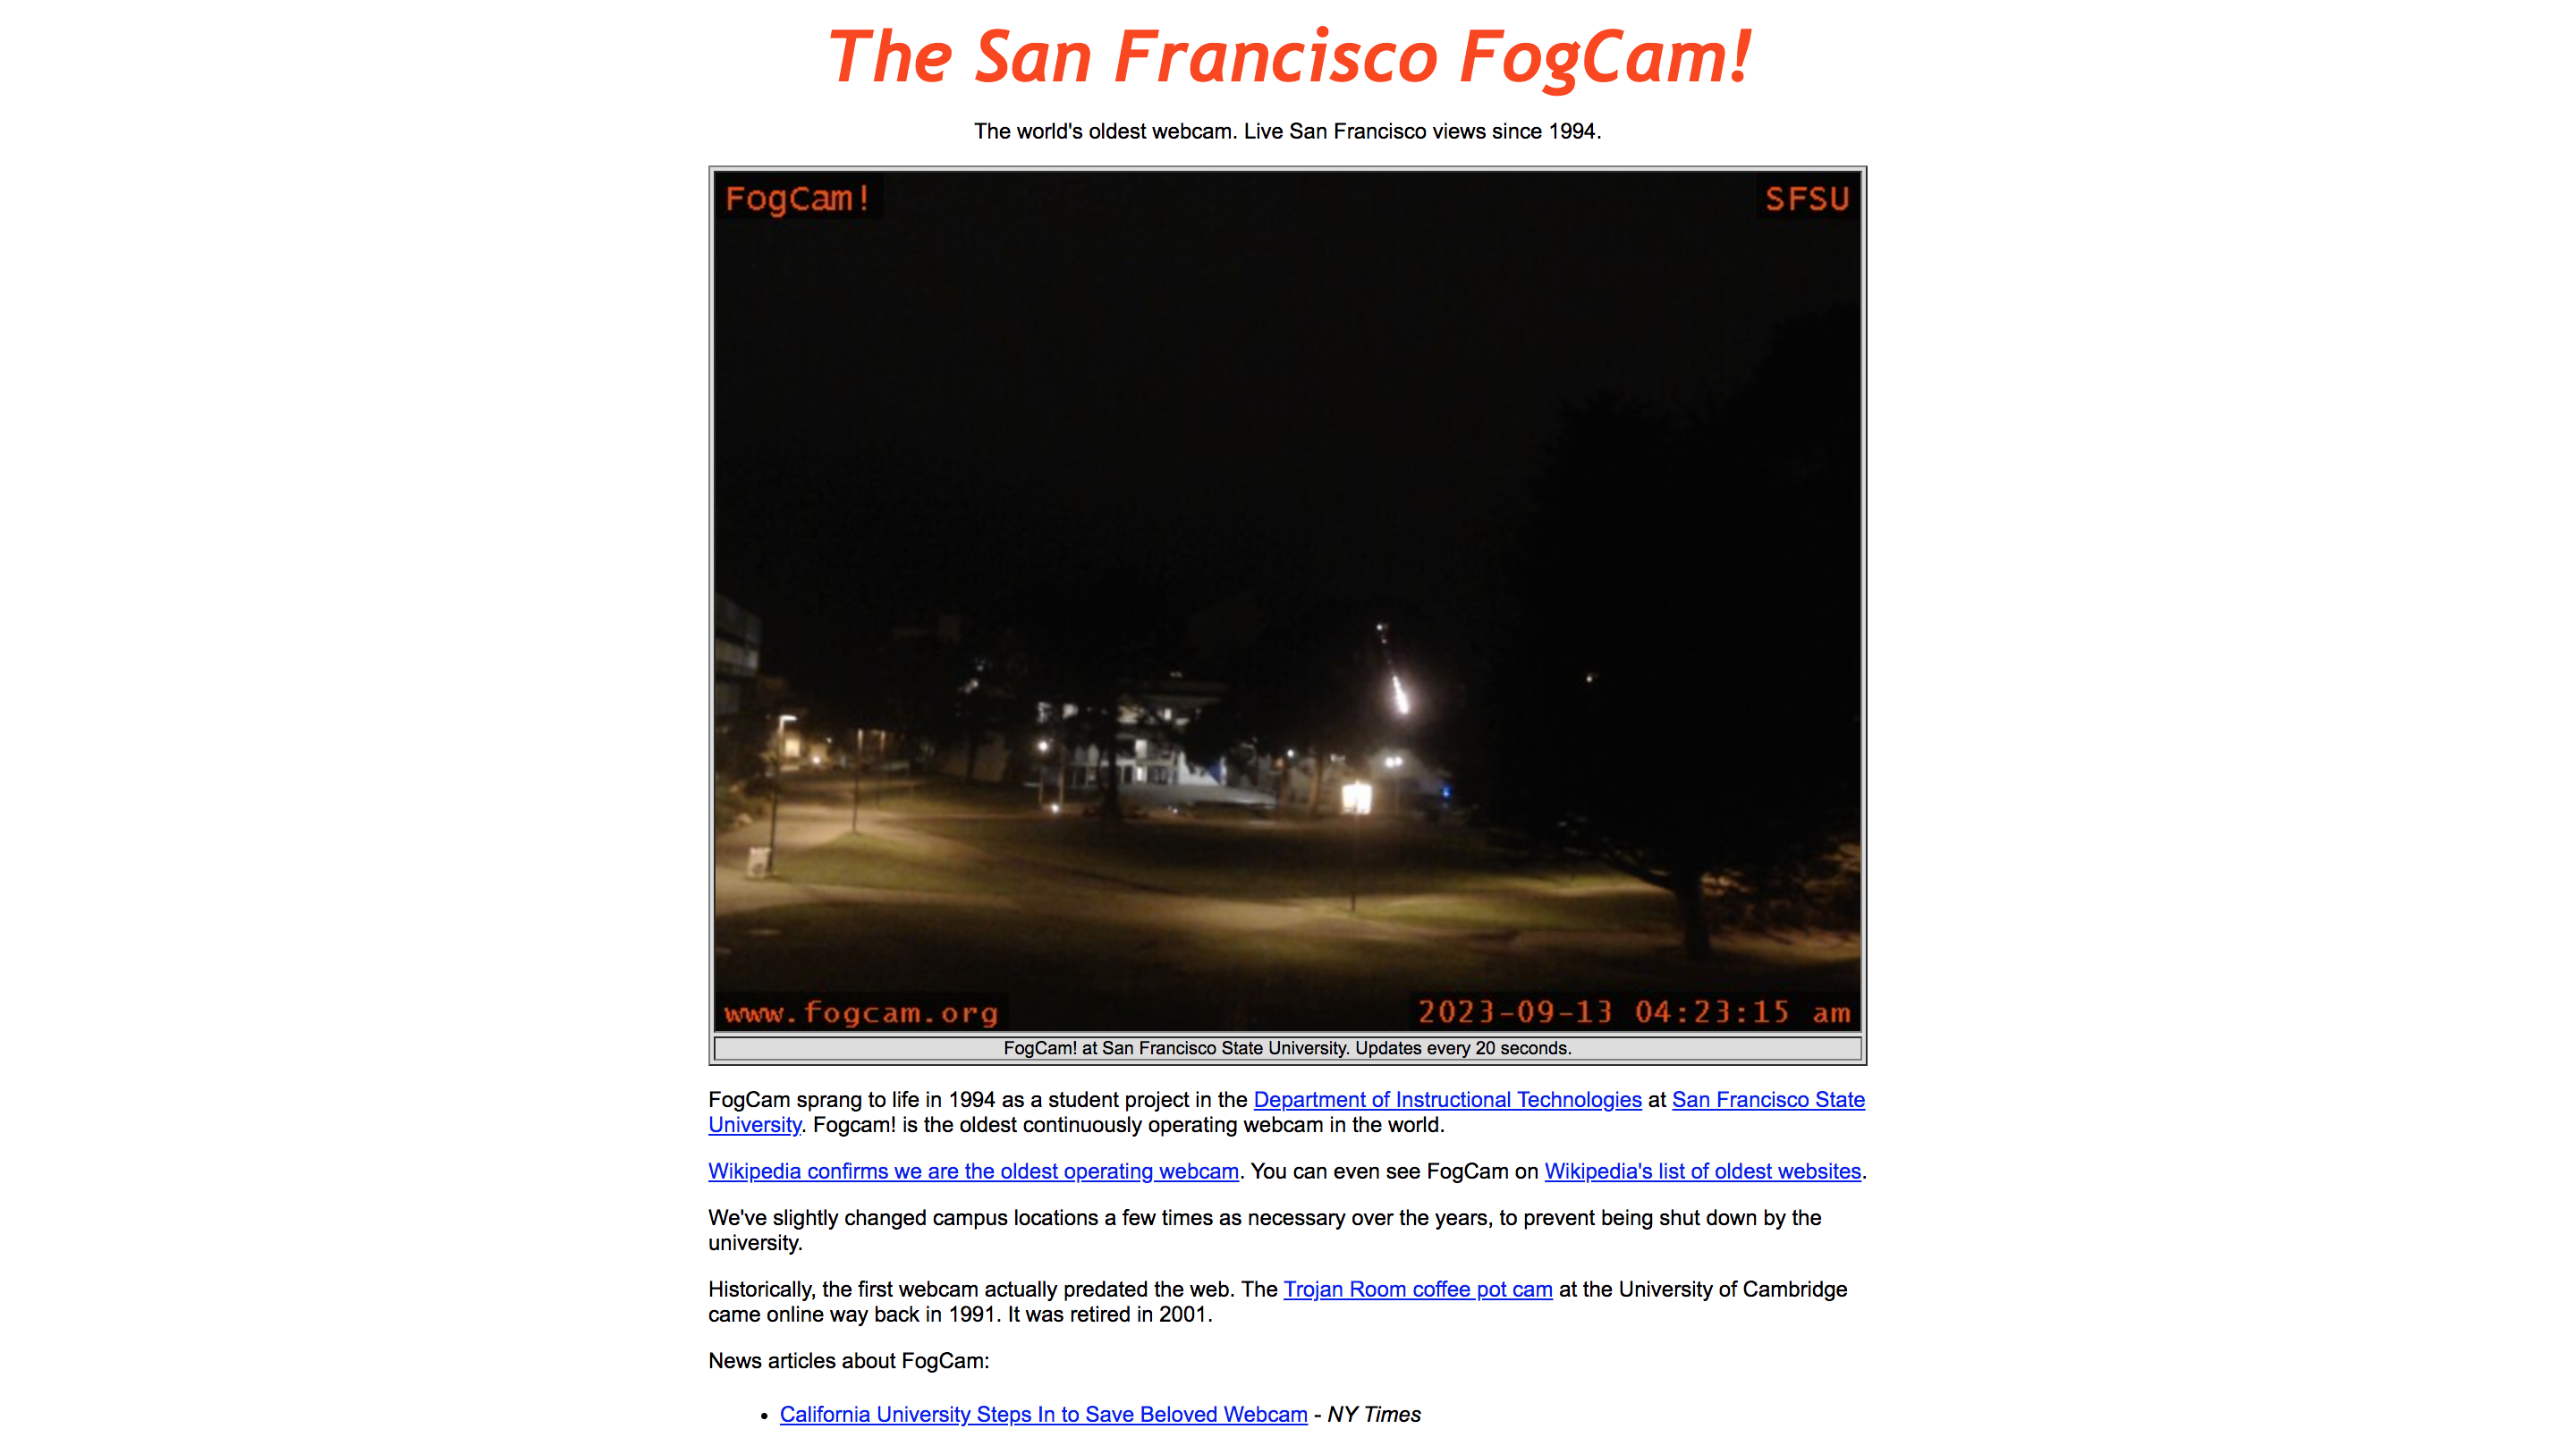 The San Francisco FogCam!
The world's oldest webcam. Live San Francisco views since 1994.
FogCam!
SFSU
www.fogcam.org
2023-09-13 04:23:15 am
FogCam! at San Francisco State University. Updates every 20 seconds.
FogCam sprang to life in 1994 as a student project in the Department of Instructional Technologies at San Francisco State
University. Fogcam! is the oldest continuously operating webcam in the world.
Wikipedia confirms we are the oldest operating webcam. You can even see FogCam on Wikipedia's list of oldest websites.
We've slightly changed campus locations a few times as necessary over the years, to prevent being shut down by the
university.
Historically, the first webcam actually predated the web. The Trojan Room coffee pot cam at the University of Cambridge
came online way back in 1991. It was retired in 2001.
News articles about FogCam:
• California University Steps In to Save Beloved Webcam - NY Times